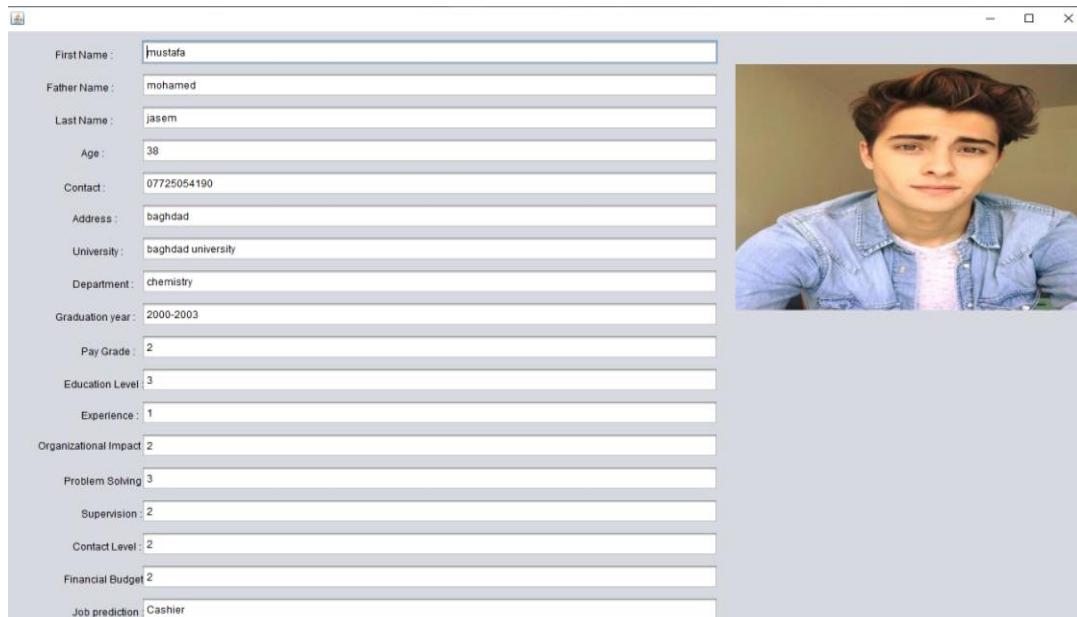 First Name : mustafa
Father Name : mohamed
Last Name : jasem
Age : 38
Contact : 07725054190
Address : baghdad
University : baghdad university
Department : chemistry
Graduation year : 2000-2003
Pay Grade : 2
Education Level : 3
Experience : 1
Organizational Impact 2
Problem Solving 3
Supervision : 2
Contact Level : 2
Financial Budget 2
Job prediction : Cashier